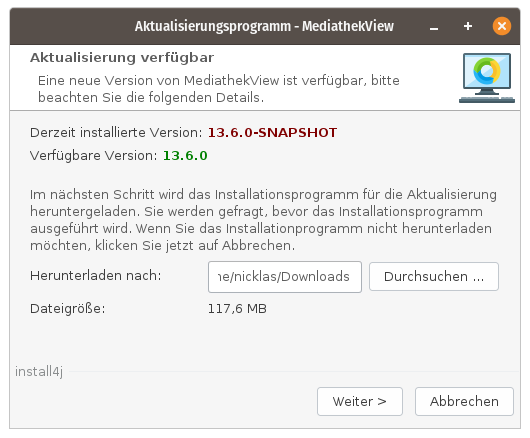 Aktualisierungsprogramm - MediathekView
Aktualisierung verfügbar
Eine neue Version von MediathekView ist verfügbar, bitte
beachten Sie die folgenden Details.
Derzeit installierte Version: 13.6.0-SNAPSHOT
Verfügbare Version: 13.6.0
Im nächsten Schritt wird das Installationsprogramm für die Aktualisierung
heruntergeladen. Sie werden gefragt, bevor das Installationsprogramm
ausgeführt wird. Wenn Sie das Installationprogramm nicht herunterladen
möchten, klicken Sie jetzt auf Abbrechen.
Herunterladen nach: ne/nicklas/Downloads Durchsuchen ...
Dateigröße: 117,6 MB
install4j
Weiter > Abbrechen